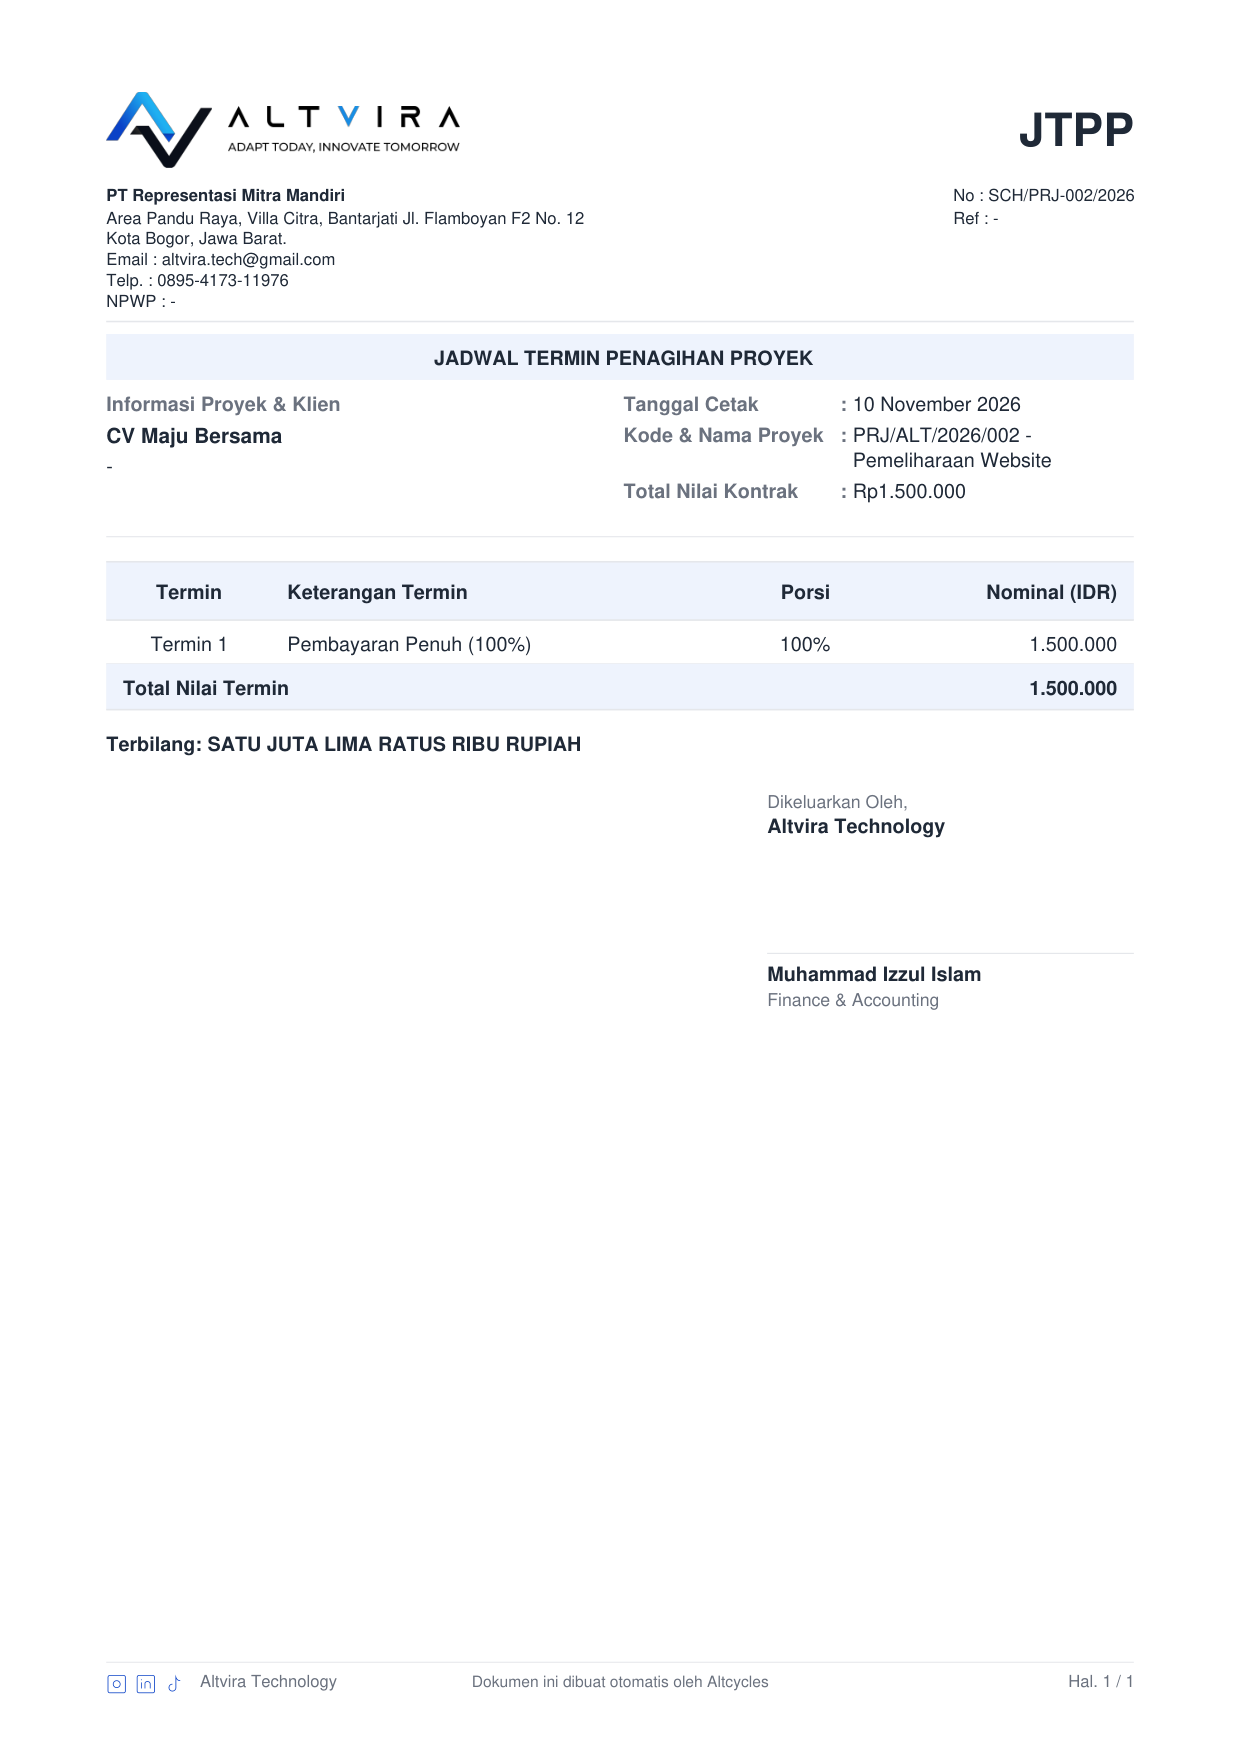 ALTVIRA
ADAPT TODAY, INNOVATE TOMORROW
JTPP
PT Representasi Mitra Mandiri
Area Pandu Raya, Villa Citra, Bantarjati Jl. Flamboyan F2 No. 12
Kota Bogor, Jawa Barat.
Email : altvira.tech@gmail.com
Telp. : 0895-4173-11976
NPWP : -
No : SCH/PRJ-002/2026
Ref : -
JADWAL TERMIN PENAGIHAN PROYEK
Informasi Proyek & Klien
CV Maju Bersama
-
Tanggal Cetak : 10 November 2026
Kode & Nama Proyek : PRJ/ALT/2026/002 -
Pemeliharaan Website
Total Nilai Kontrak : Rp1.500.000
Termin Keterangan Termin Porsi Nominal (IDR)
Termin 1 Pembayaran Penuh (100%) 100% 1.500.000
Total Nilai Termin 1.500.000
Terbilang: SATU JUTA LIMA RATUS RIBU RUPIAH
Dikeluarkan Oleh,
Altvira Technology
Muhammad Izzul Islam
Finance & Accounting
Altvira Technology Dokumen ini dibuat otomatis oleh Altcycles Hal. 1 / 1